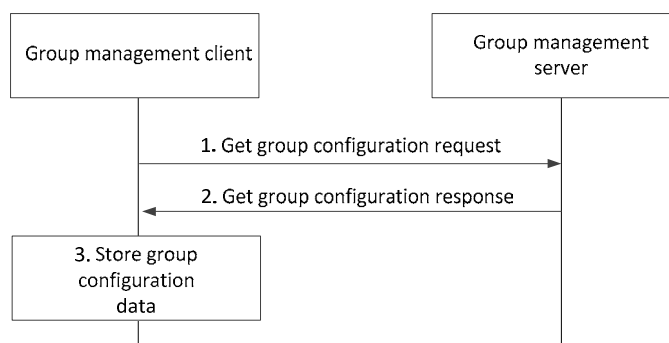 Group management client
Group management
server
1. Get group configuration request
2. Get group configuration response
3. Store group
configuration
data